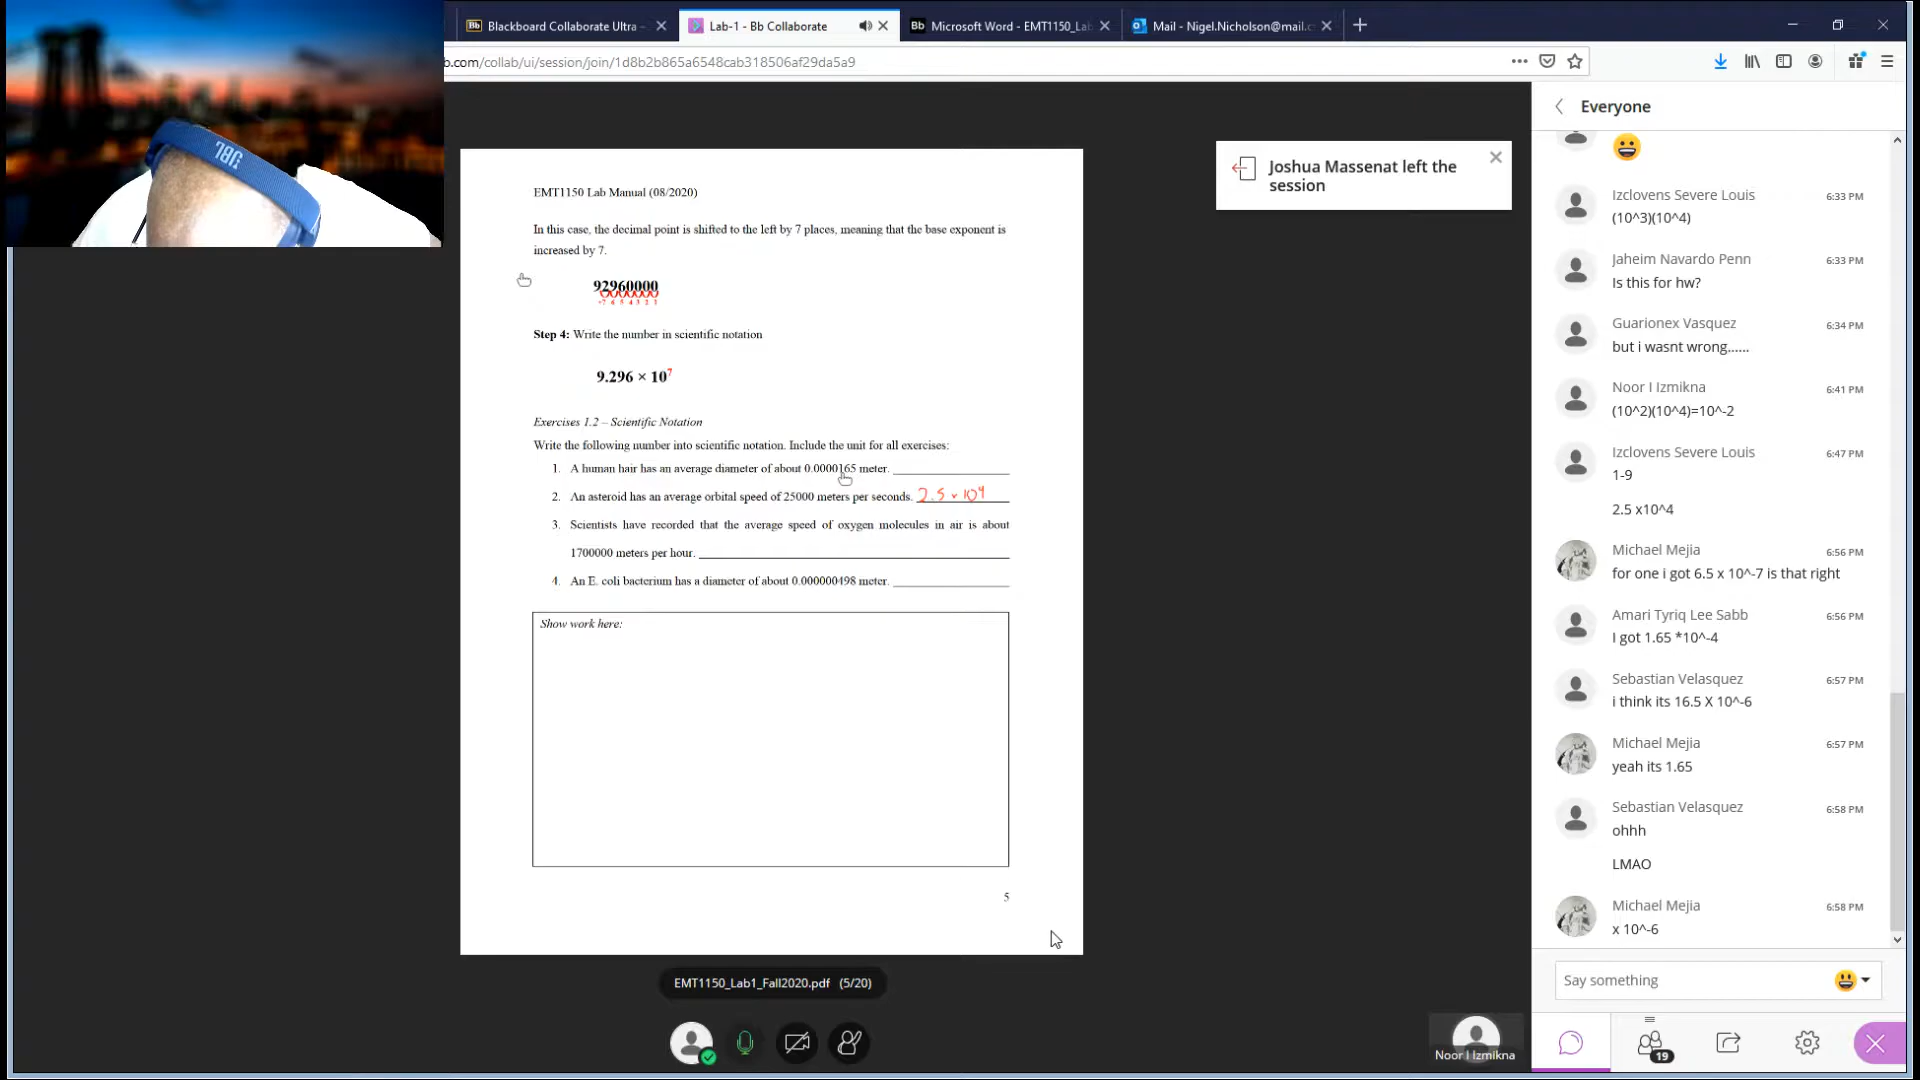 Blackboard Collaborate Ultra –
Lab-1 - Bb Collaborate
Microsoft Word - EMT1150_La
Mail - Nigel.Nicholson@mail.c
b.com/collab/ui/session/join/1d8b2b865a6548cab318506af29da5a9
JBL
EMT1150 Lab Manual (08/2020)
In this case, the decimal point is shifted to the left by 7 places, meaning that the base exponent is
increased by 7.
92960000
-7 6 5 4 3 2 1
Step 4: Write the number in scientific notation
9.296 × 10⁷
Exercises 1.2 – Scientific Notation
Write the following number into scientific notation. Include the unit for all exercises:
1. A human hair has an average diameter of about 0.0000165 meter.
2. An asteroid has an average orbital speed of 25000 meters per seconds. 2.5 x 10⁴
3. Scientists have recorded that the average speed of oxygen molecules in air is about
1700000 meters per hour.
4. An E. coli bacterium has a diameter of about 0.000000498 meter.
Show work here:
5
EMT1150_Lab1_Fall2020.pdf (5/20)
Joshua Massenat left the
session
Noor I Izmikna
Everyone
Izclovens Severe Louis 6:33 PM
(10^3)(10^4)
Jaheim Navardo Penn 6:33 PM
Is this for hw?
Guarionex Vasquez 6:34 PM
but i wasnt wrong......
Noor I Izmikna 6:41 PM
(10^2)(10^4)=10^-2
Izclovens Severe Louis 6:47 PM
1-9
2.5 x10^4
Michael Mejia 6:56 PM
for one i got 6.5 x 10^-7 is that right
Amari Tyriq Lee Sabb 6:56 PM
I got 1.65 *10^-4
Sebastian Velasquez 6:57 PM
i think its 16.5 X 10^-6
Michael Mejia 6:57 PM
yeah its 1.65
Sebastian Velasquez 6:58 PM
ohhh
LMAO
Michael Mejia 6:58 PM
x 10^-6
Say something
19